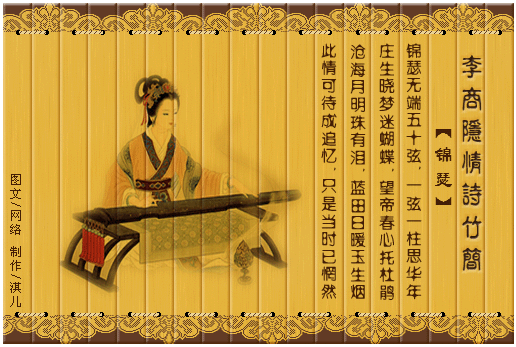 李商隱情詩竹簡
【锦瑟】
锦瑟无端五十弦，一弦一柱思华年
庄生晓梦迷蝴蝶，望帝春心托杜鹃
沧海月明珠有泪，蓝田日暖玉生烟
此情可待成追忆，只是当时已惘然
图文/网络 制作/淇儿